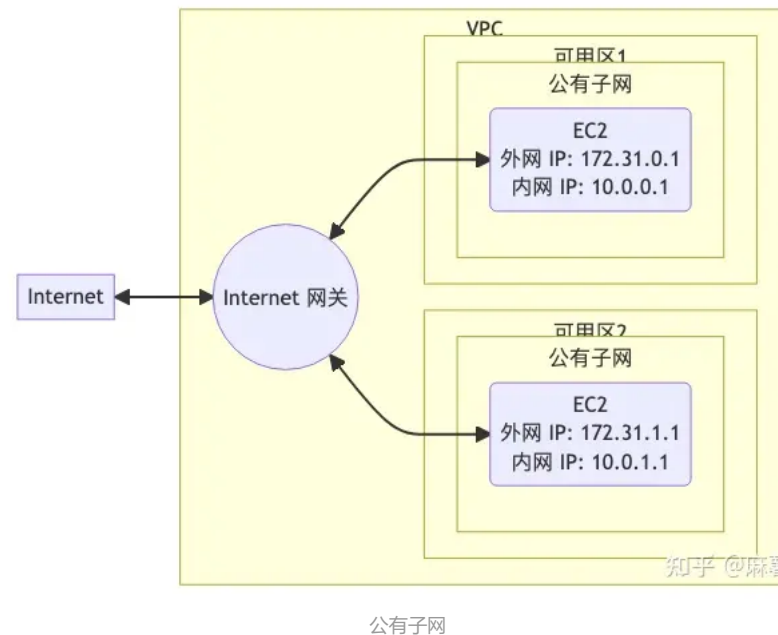 VPC
可用区1
公有子网
EC2
外网 IP: 172.31.0.1
内网 IP: 10.0.0.1
Internet
Internet 网关
可用区2
公有子网
EC2
外网 IP: 172.31.1.1
内网 IP: 10.0.1.1
知乎 @麻
公有子网